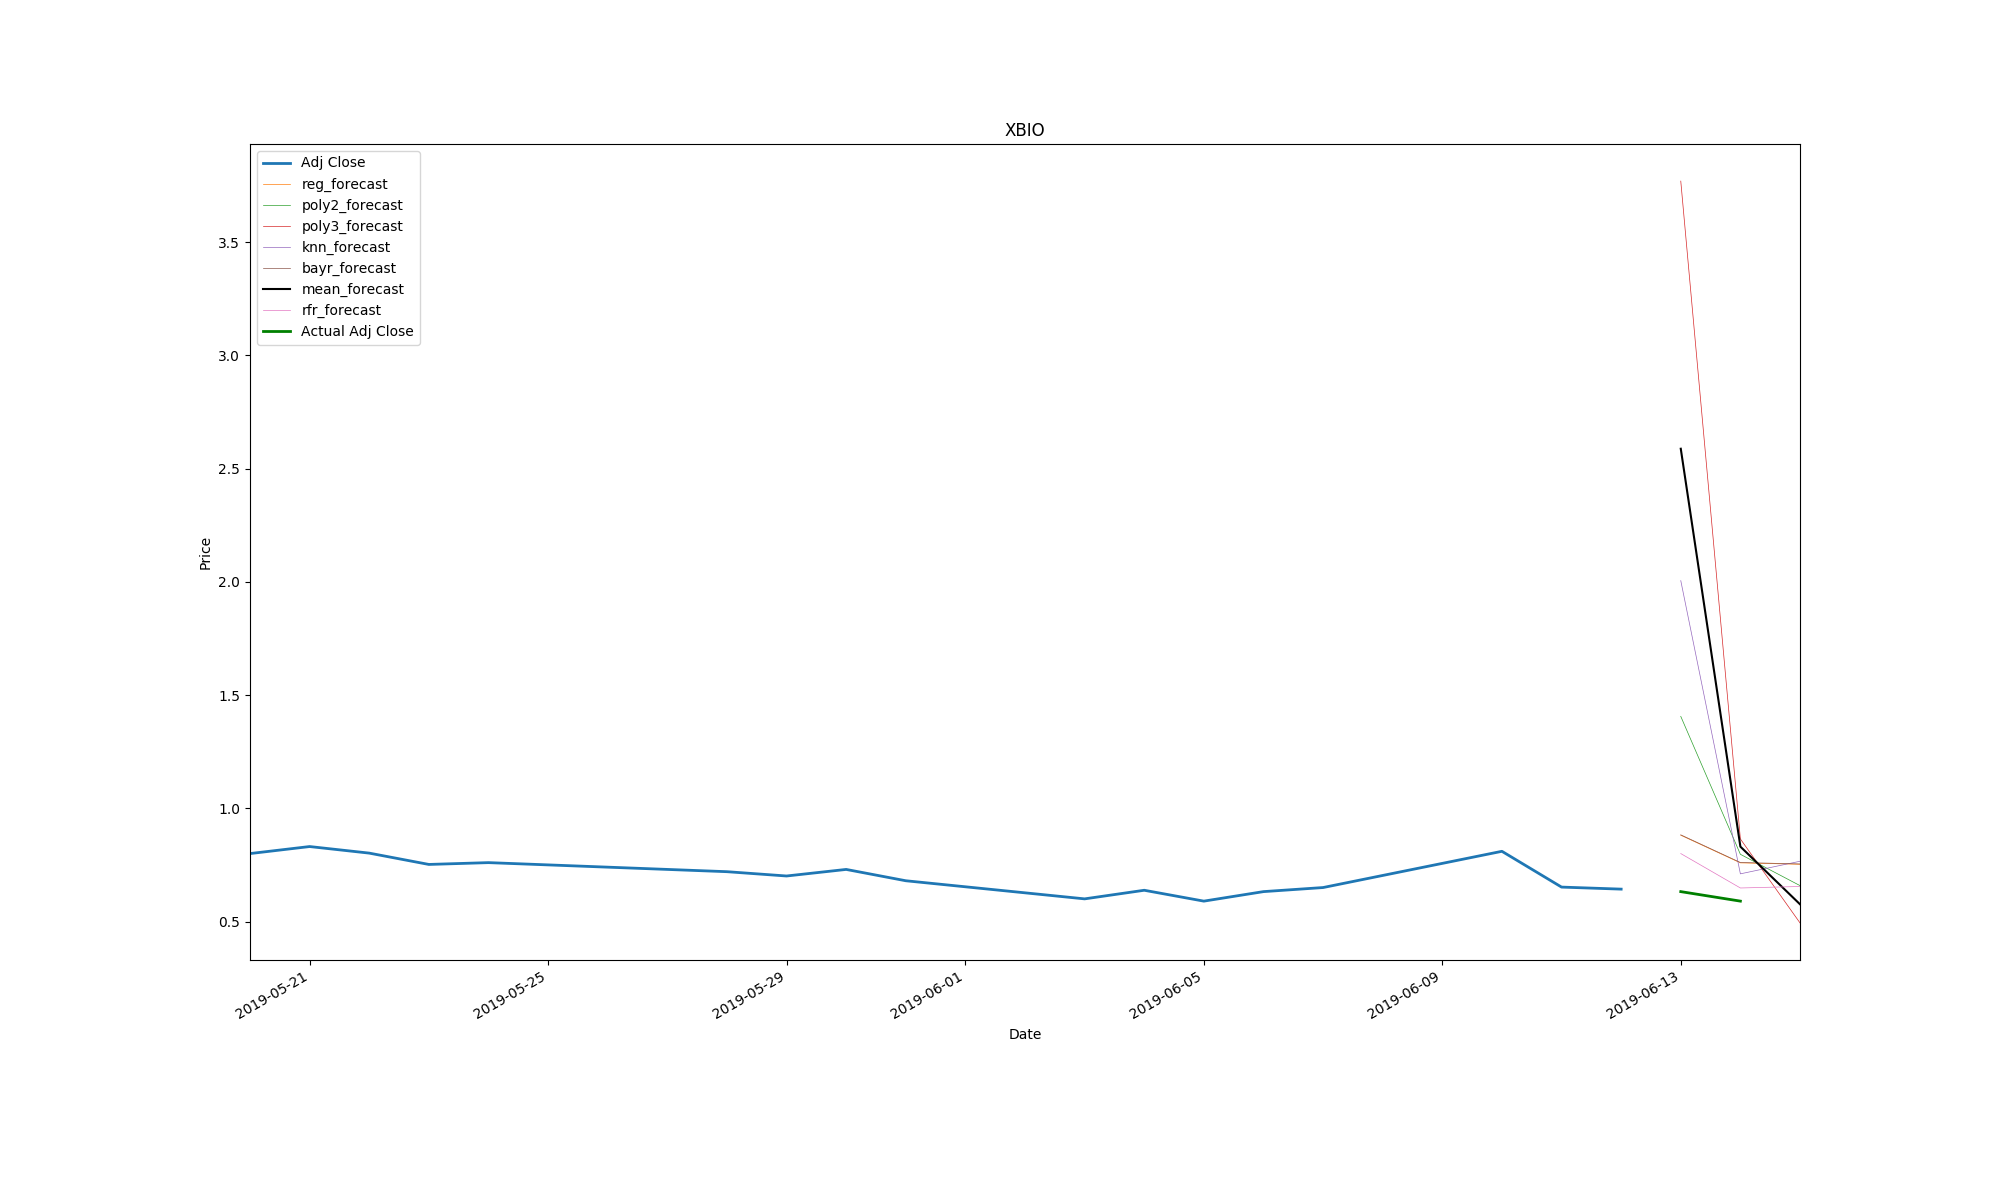 XBIO
Adj Close
reg_forecast
poly2_forecast
poly3_forecast
knn_forecast
bayr_forecast
mean_forecast
rfr_forecast
Actual Adj Close
3.5
3.0
2.5
2.0
1.5
1.0
0.5
Price
2019-05-21
2019-05-25
2019-05-29
2019-06-01
2019-06-05
2019-06-09
2019-06-13
Date